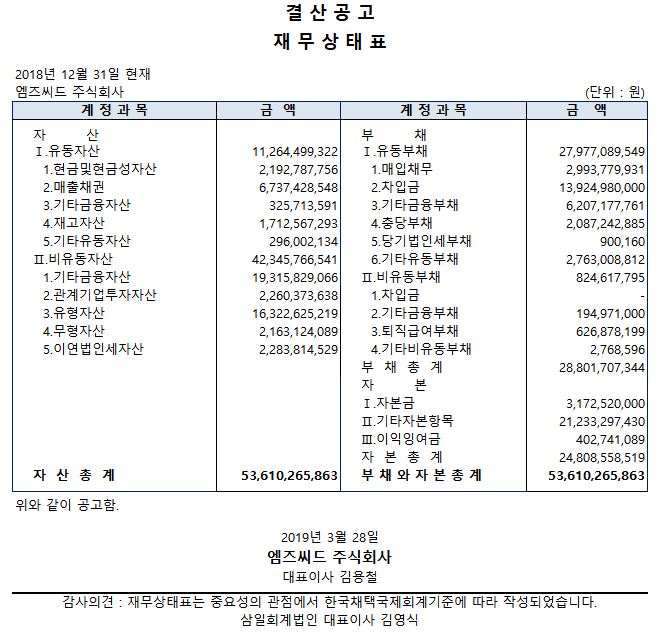 결 산 공 고
재 무 상 태 표
2018년 12월 31일 현재
엠즈씨드 주식회사 (단위 : 원)
계 정 과 목 금 액 계 정 과 목 금 액
자 산 부 채
Ⅰ.유동자산 11,264,499,322 Ⅰ.유동부채 27,977,089,549
1.현금및현금성자산 2,192,787,756 1.매입채무 2,993,779,931
2.매출채권 6,737,428,548 2.차입금 13,924,980,000
3.기타금융자산 325,713,591 3.기타금융부채 6,207,177,761
4.재고자산 1,712,567,293 4.충당부채 2,087,242,885
5.기타유동자산 296,002,134 5.당기법인세부채 900,160
Ⅱ.비유동자산 42,345,766,541 6.기타유동부채 2,763,008,812
1.기타금융자산 19,315,829,066 Ⅱ.비유동부채 824,617,795
2.관계기업투자자산 2,260,373,638 1.차입금 -
3.유형자산 16,322,625,219 2.기타금융부채 194,971,000
4.무형자산 2,163,124,089 3.퇴직급여부채 626,878,199
5.이연법인세자산 2,283,814,529 4.기타비유동부채 2,768,596
부 채 총 계 28,801,707,344
자 본
Ⅰ.자본금 3,172,520,000
Ⅱ.기타자본항목 21,233,297,430
Ⅲ.이익잉여금 402,741,089
자 본 총 계 24,808,558,519
자 산 총 계 53,610,265,863 부 채 와 자 본 총 계 53,610,265,863
위와 같이 공고함.
2019년 3월 28일
엠즈씨드 주식회사
대표이사 김용철
감사의견 : 재무상태표는 중요성의 관점에서 한국채택국제회계기준에 따라 작성되었습니다.
삼일회계법인 대표이사 김영식